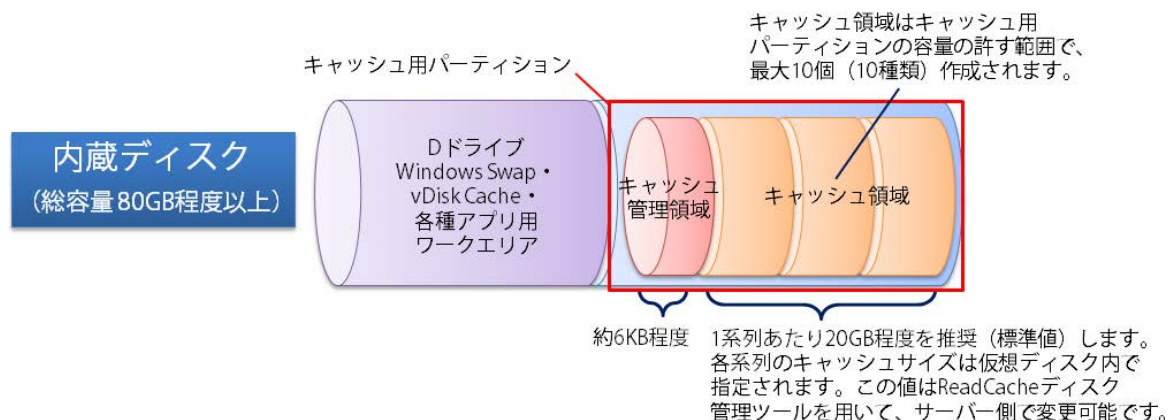 キャッシュ領域はキャッシュ用
パーティションの容量の許す範囲で、
最大10個（10種類）作成されます。
キャッシュ用パーティション
内蔵ディスク
（総容量 80GB程度以上）
Dドライブ
Windows Swap・
vDisk Cache・
各種アプリ用
ワークエリア
キャッシュ
管理領域
キャッシュ領域
約6KB程度
1系列あたり20GB程度を推奨（標準値）します。
各系列のキャッシュサイズは仮想ディスク内で
指定されます。この値はReadCacheディスク
管理ツールを用いて、サーバー側で変更可能です。